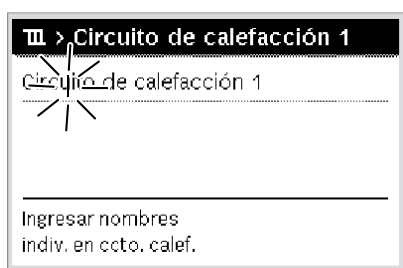 > Circuito de calefacción 1
Circuito de calefacción 1
Ingresar nombres
indiv. en ccto. calef.